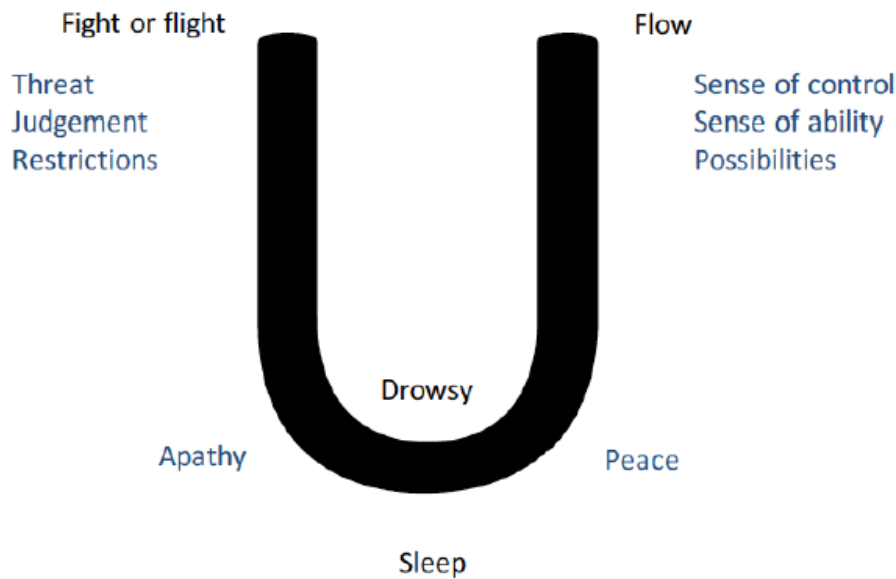 Fight or flight
Flow
Threat
Judgement
Restrictions
Sense of control
Sense of ability
Possibilities
Drowsy
Apathy
Peace
Sleep